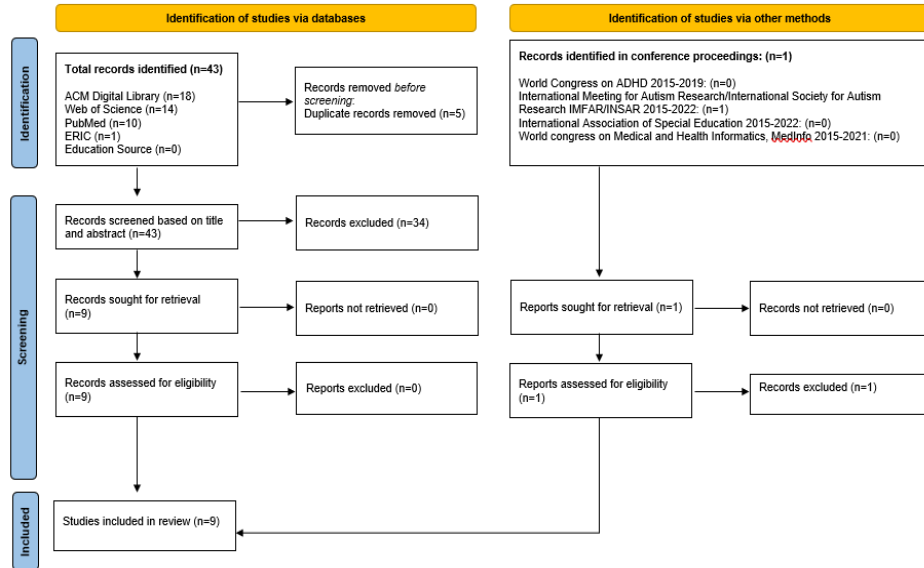 Identification of studies via databases
Identification of studies via other methods
Identification
Total records identified (n=43)
ACM Digital Library (n=18)
Web of Science (n=14)
PubMed (n=10)
ERIC (n=1)
Education Source (n=0)
Records removed before
screening:
Duplicate records removed (n=5)
Records identified in conference proceedings: (n=1)
World Congress on ADHD 2015-2019: (n=0)
International Meeting for Autism Research/International Society for Autism
Research IMFAR/INSAR 2015-2022: (n=1)
International Association of Special Education 2015-2022: (n=0)
World congress on Medical and Health Informatics, MedInfo 2015-2021: (n=0)
Screening
Records screened based on title
and abstract (n=43)
Records excluded (n=34)
Records sought for retrieval
(n=9)
Reports not retrieved (n=0)
Reports sought for retrieval (n=1)
Records not retrieved (n=0)
Records assessed for eligibility
(n=9)
Reports excluded (n=0)
Reports assessed for eligibility
(n=1)
Records excluded (n=1)
Included
Studies included in review (n=9)